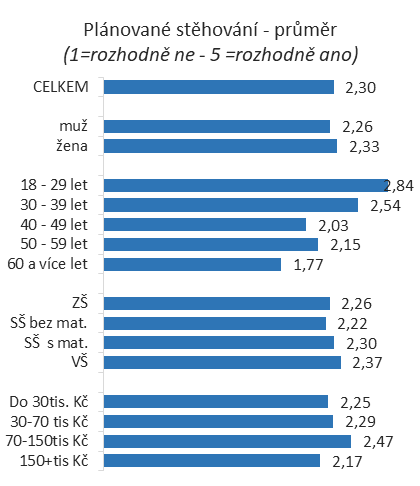 Plánované stěhování - průměr
(1=rozhodně ne - 5 =rozhodně ano)
CELKEM 2,30
muž 2,26
žena 2,33
18 - 29 let 2,84
30 - 39 let 2,54
40 - 49 let 2,03
50 - 59 let 2,15
60 a více let 1,77
ZŠ 2,26
SŠ bez mat. 2,22
SŠ s mat. 2,30
VŠ 2,37
Do 30tis. Kč 2,25
30-70 tis Kč 2,29
70-150tis Kč 2,47
150+tis Kč 2,17